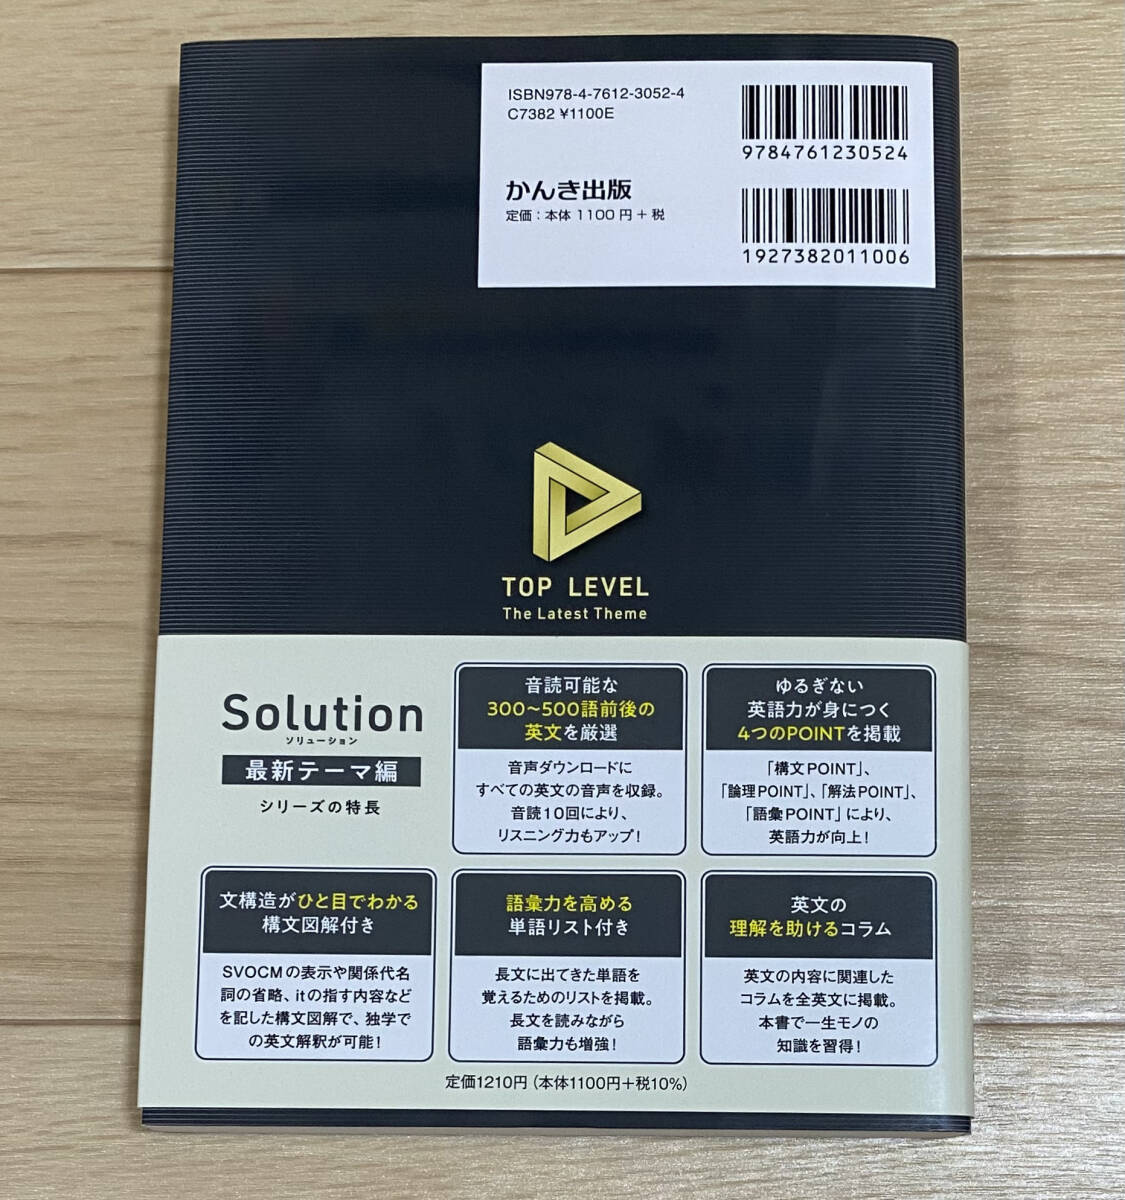 ISBN978-4-7612-3052-4
C7382 ¥1100E
かんき出版
定価：本体 1100 円＋税
9784761230524
1927382011006
TOP LEVEL
The Latest Theme
Solution
ソリューション
最新テーマ編
シリーズの特長
音読可能な
300〜500語前後の
英文を厳選
音声ダウンロードに
すべての英文の音声を収録。
音読10回により、
リスニング力もアップ！
ゆるぎない
英語力が身につく
4つのPOINTを掲載
「構文POINT」、
「論理POINT」、「解法POINT」、
「語彙POINT」により、
英語力が向上！
文構造がひと目でわかる
構文図解付き
SVOCMの表示や関係代名
詞の省略、itの指す内容など
を記した構文図解で、独学で
の英文解釈が可能！
語彙力を高める
単語リスト付き
長文に出てきた単語を
覚えるためのリストを掲載。
長文を読みながら
語彙力も増強！
英文の
理解を助けるコラム
英文の内容に関連した
コラムを全英文に掲載。
本書で一生モノの
知識を習得！
定価1210円（本体1100円＋税10%）